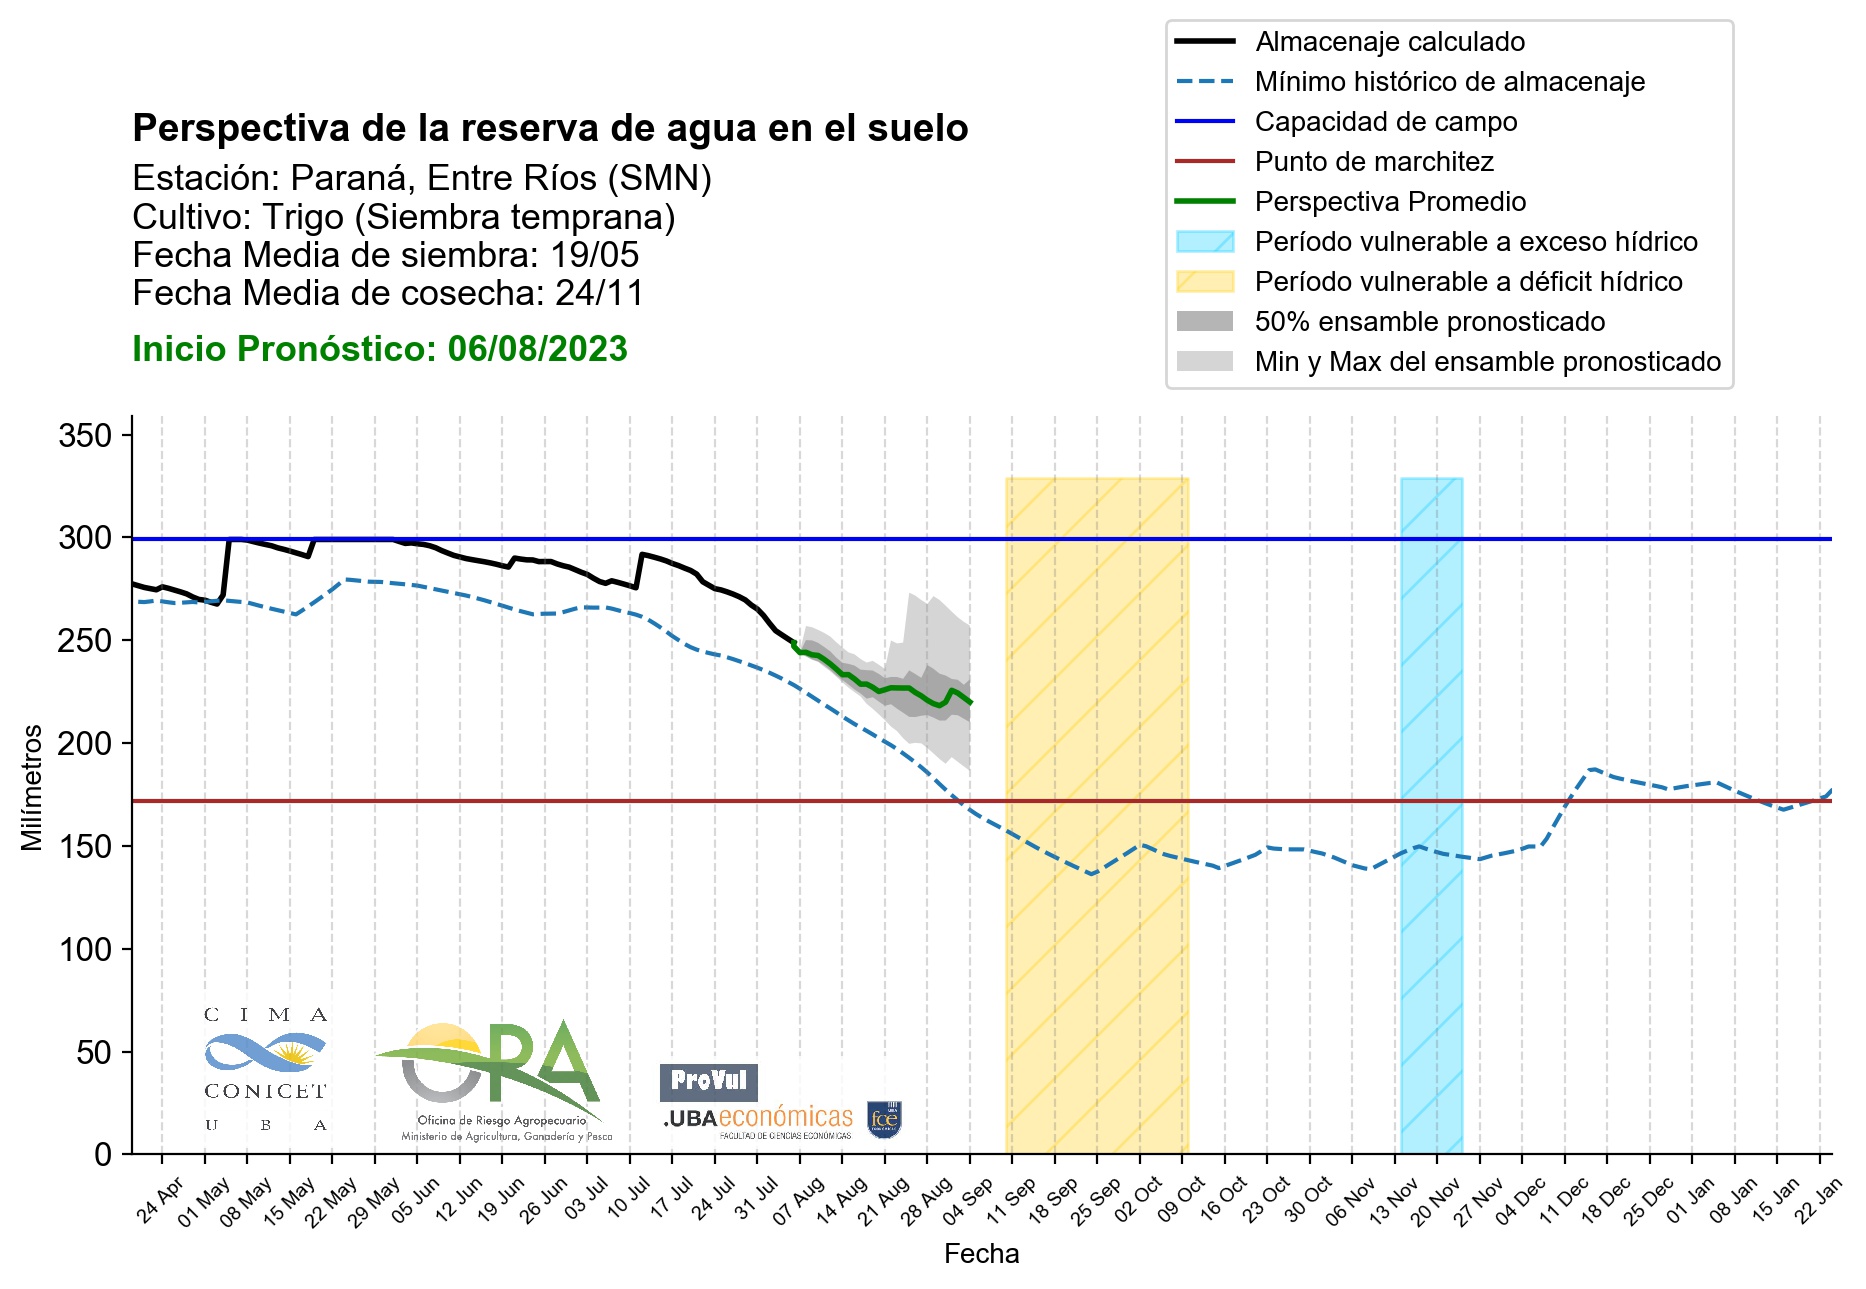 Almacenaje calculado
Mínimo histórico de almacenaje
Capacidad de campo
Punto de marchitez
Perspectiva Promedio
Período vulnerable a exceso hídrico
Período vulnerable a déficit hídrico
50% ensamble pronosticado
Min y Max del ensamble pronosticado
Perspectiva de la reserva de agua en el suelo
Estación: Paraná, Entre Ríos (SMN)
Cultivo: Trigo (Siembra temprana)
Fecha Media de siembra: 19/05
Fecha Media de cosecha: 24/11
Inicio Pronóstico: 06/08/2023
350
300
250
200
150
100
50
0
Milímetros
CIMA
CONICET
UBA
OPA
Oficina de Riesgo Agropecuario
Ministerio de Agricultura, Ganadería y Pesca
ProVul
.UBAeconómicas
FACULTAD DE CIENCIAS ECONÓMICAS
fce
24 Apr
01 May
08 May
15 May
22 May
29 May
05 Jun
12 Jun
19 Jun
26 Jun
03 Jul
10 Jul
17 Jul
24 Jul
31 Jul
07 Aug
14 Aug
21 Aug
28 Aug
04 Sep
11 Sep
18 Sep
25 Sep
02 Oct
09 Oct
16 Oct
23 Oct
30 Oct
06 Nov
13 Nov
20 Nov
27 Nov
04 Dec
11 Dec
18 Dec
25 Dec
01 Jan
08 Jan
15 Jan
22 Jan
Fecha